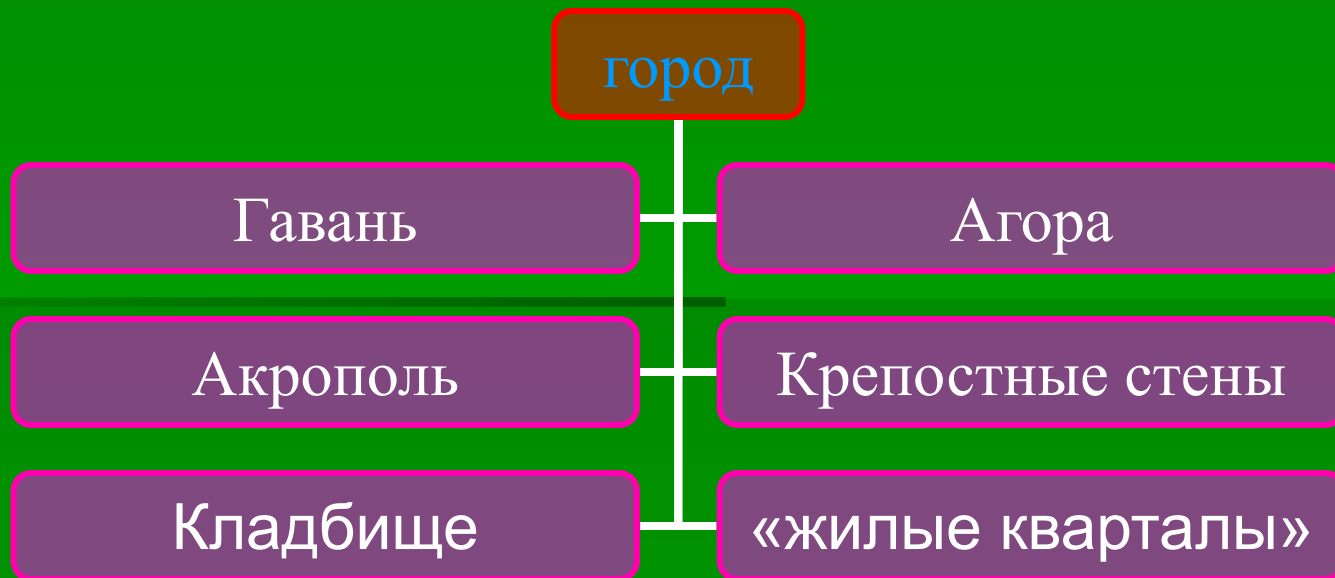 город
Гавань
Агора
Акрополь
Крепостные стены
Кладбище
«жилые кварталы»